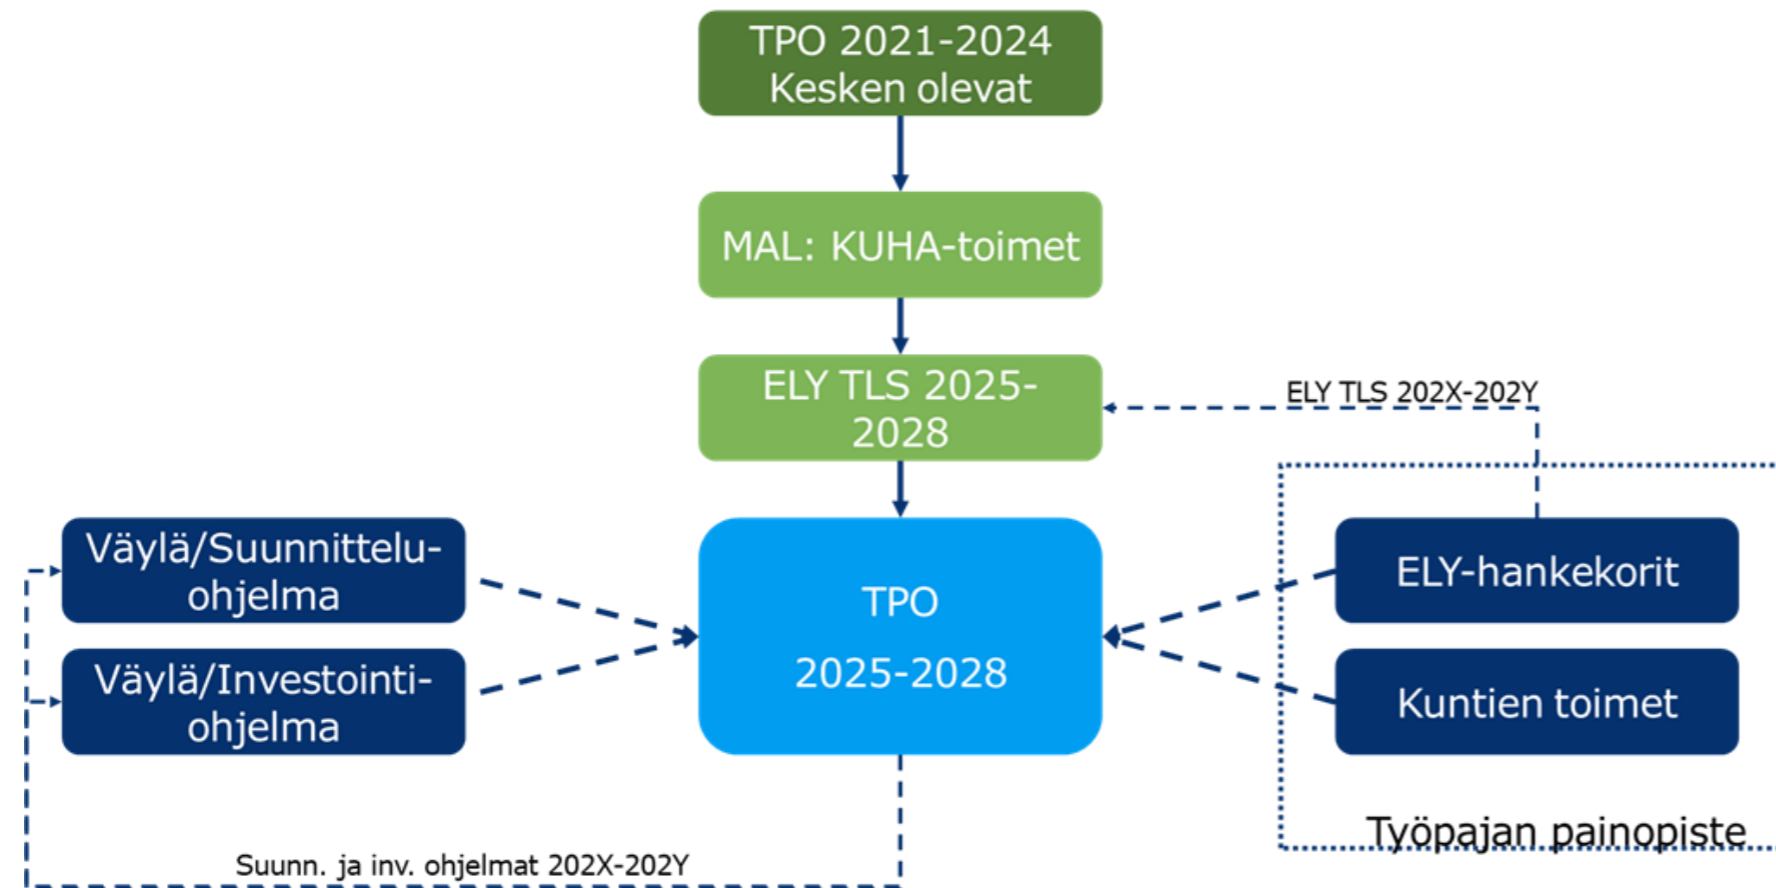 TPO 2021-2024
Kesken olevat
MAL: KUHA-toimet
ELY TLS 2025-
2028
ELY TLS 202X-202Y
Väylä/Suunnittelu-
ohjelma
Väylä/Investointi-
ohjelma
TPO
2025-2028
ELY-hankekorit
Kuntien toimet
Työpajan painopiste
Suunn. ja inv. ohjelmat 202X-202Y